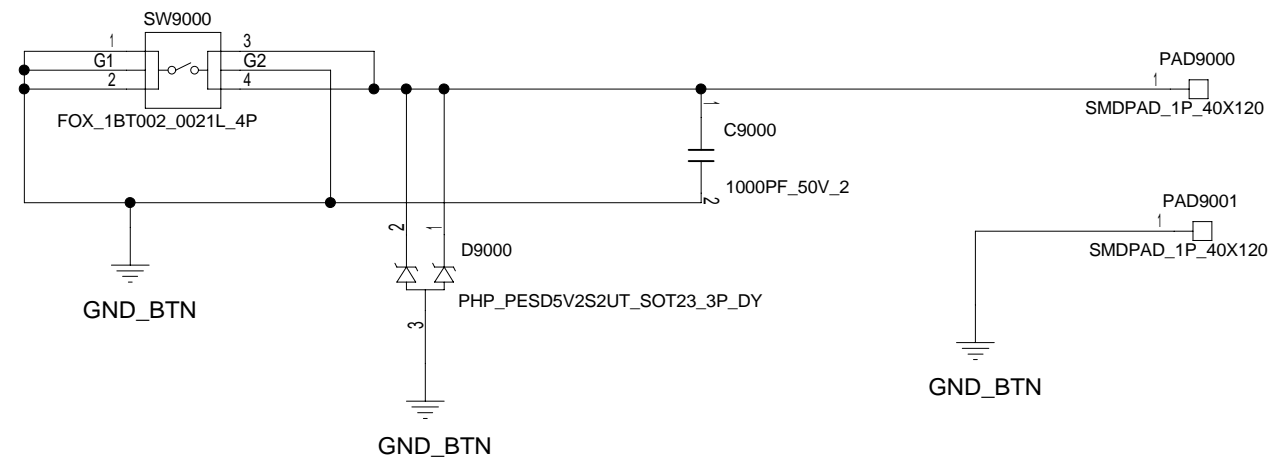 SW9000
1
3
G1
G2
2
4
FOX_1BT002_0021L_4P
PAD9000
1
SMDPAD_1P_40X120
1
C9000
1000PF_50V_2
2
PAD9001
1
SMDPAD_1P_40X120
2
1
D9000
PHP_PESD5V2S2UT_SOT23_3P_DY
3
GND_BTN
GND_BTN
GND_BTN